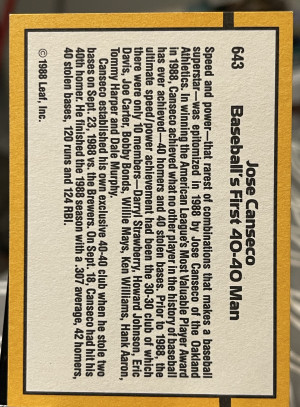 643
Jose Canseco
Baseball's First 40-40 Man
Speed and power—that rarest of combinations that makes a baseball
superstar—was epitomized in 1988 by Jose Canseco of the Oakland
Athletics. In winning the American League's Most Valuable Player Award
in 1988, Canseco achieved what no other player in the history of baseball
has ever achieved—40 homers and 40 stolen bases. Prior to 1988, the
ultimate speed/power achievement had been the 30-30 club of which
there were only 10 members—Darryl Strawberry, Howard Johnson, Eric
Davis, Joe Carter, Bobby Bonds, Willie Mays, Ken Williams, Hank Aaron,
Tommy Harper and Dale Murphy.
Canseco established his own exclusive 40-40 club when he stole two
bases on Sept. 23, 1988 vs. the Brewers. On Sept. 18, Canseco had hit his
40th homer. He finished the 1988 season with a .307 average, 42 homers,
40 stolen bases, 120 runs and 124 RBI.
© 1988 Leaf, Inc.